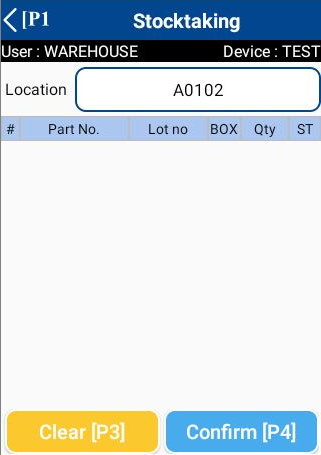 [P1 Stocktaking
User : WAREHOUSE Device : TEST
Location A0102
# Part No. Lot no BOX Qty ST
Clear [P3] Confirm [P4]